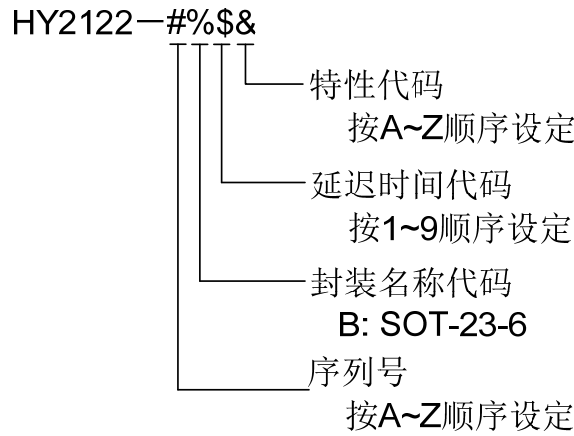 HY2122－#%$&
特性代码
按A~Z顺序设定
延迟时间代码
按1~9顺序设定
封装名称代码
B: SOT-23-6
序列号
按A~Z顺序设定